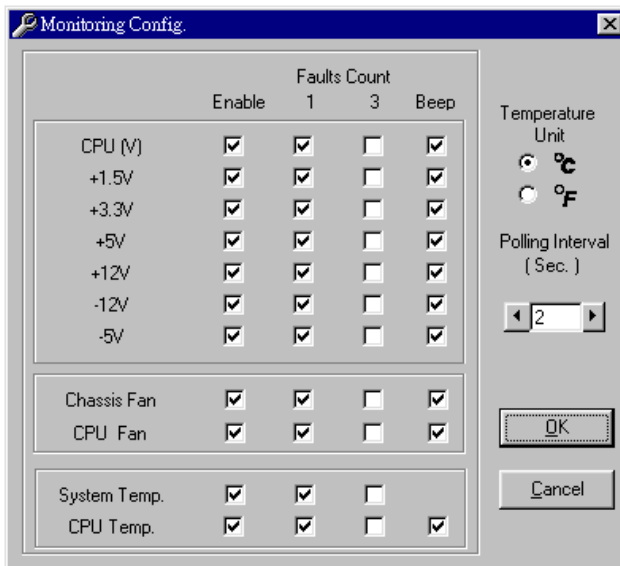 Monitoring Config.
Faults Count
Enable 1 3 Beep
CPU (V)
+1.5V
+3.3V
+5V
+12V
-12V
-5V
Chassis Fan
CPU Fan
System Temp.
CPU Temp.
Temperature
Unit
°C
°F
Polling Interval
( Sec. )
2
OK
Cancel